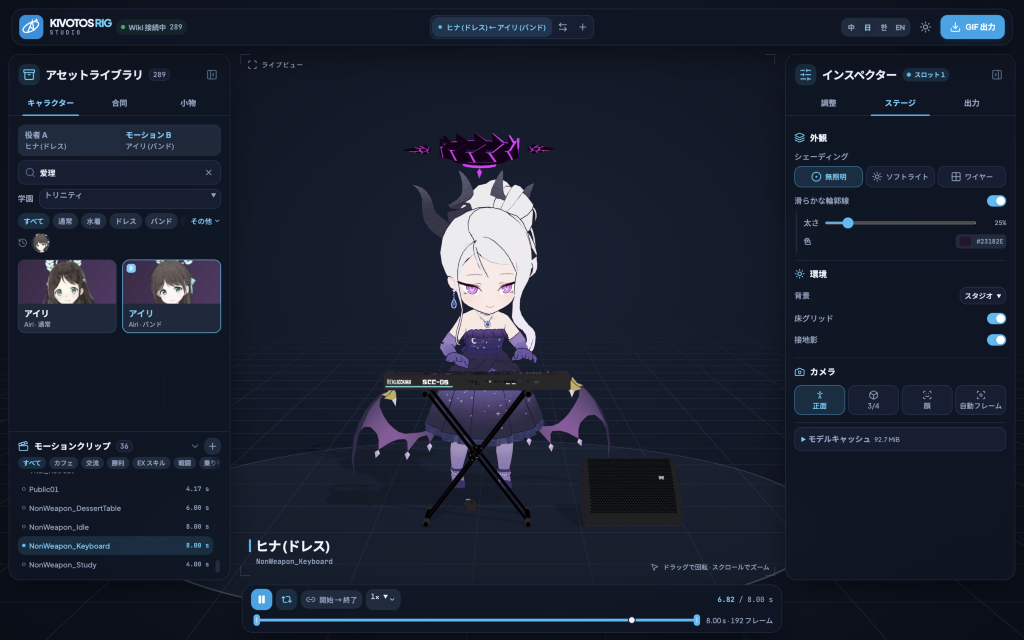 KIVOTOSRIG
STUDIO
Wiki 接続中 289
ヒナ(ドレス)←アイリ(バンド)
中 日 한 EN
GIF 出力
アセットライブラリ 289
キャラクター 合同 小物
役者 A
ヒナ(ドレス)
モーション B
アイリ(バンド)
愛理
学園 トリニティ
すべて 通常 水着 ドレス バンド その他
アイリ
Airi · 通常
B
アイリ
Airi · バンド
モーションクリップ 36
すべて カフェ 交流 勝利 EX スキル 戦闘 乗り
Public01 4.17 s
NonWeapon_DessertTable 6.00 s
NonWeapon_Idle 8.00 s
NonWeapon_Keyboard 8.00 s
NonWeapon_Study 4.00 s
ライブビュー
SCC-05
ヒナ(ドレス)
NonWeapon_Keyboard
ドラッグで回転 · スクロールでズーム
開始 → 終了
1×
6.82 / 8.00 s
8.00 s · 192 フレーム
インスペクター スロット 1
調整 ステージ 出力
外観
シェーディング
無照明 ソフトライト ワイヤー
滑らかな輪郭線
太さ 25%
色 #23182E
環境
背景 スタジオ
床グリッド
接地影
カメラ
正面 3/4 顔 自動フレーム
モデルキャッシュ 92.7 MiB